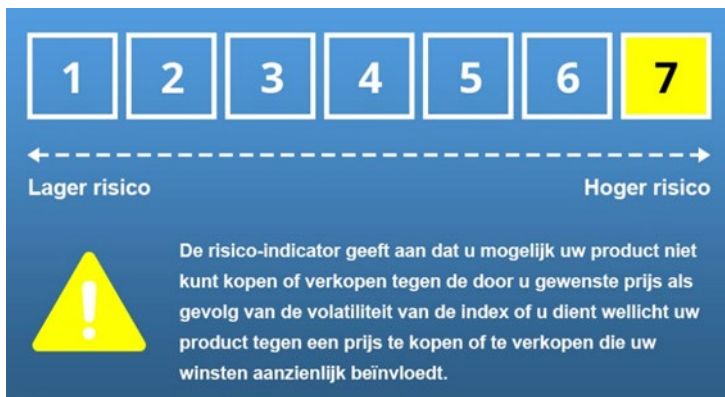 1 2 3 4 5 6 7
Lager risico Hoger risico
De risico-indicator geeft aan dat u mogelijk uw product niet
kunt kopen of verkopen tegen de door u gewenste prijs als
gevolg van de volatiliteit van de index of u dient wellicht uw
product tegen een prijs te kopen of te verkopen die uw
winsten aanzienlijk beïnvloedt.